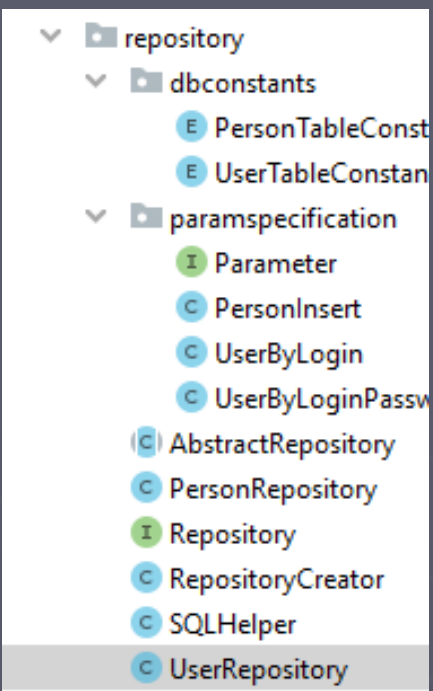 repository
dbconstants
E PersonTableConst
E UserTableConstan
paramspecification
I Parameter
C PersonInsert
C UserByLogin
C UserByLoginPassw
C AbstractRepository
C PersonRepository
I Repository
C RepositoryCreator
C SQLHelper
C UserRepository